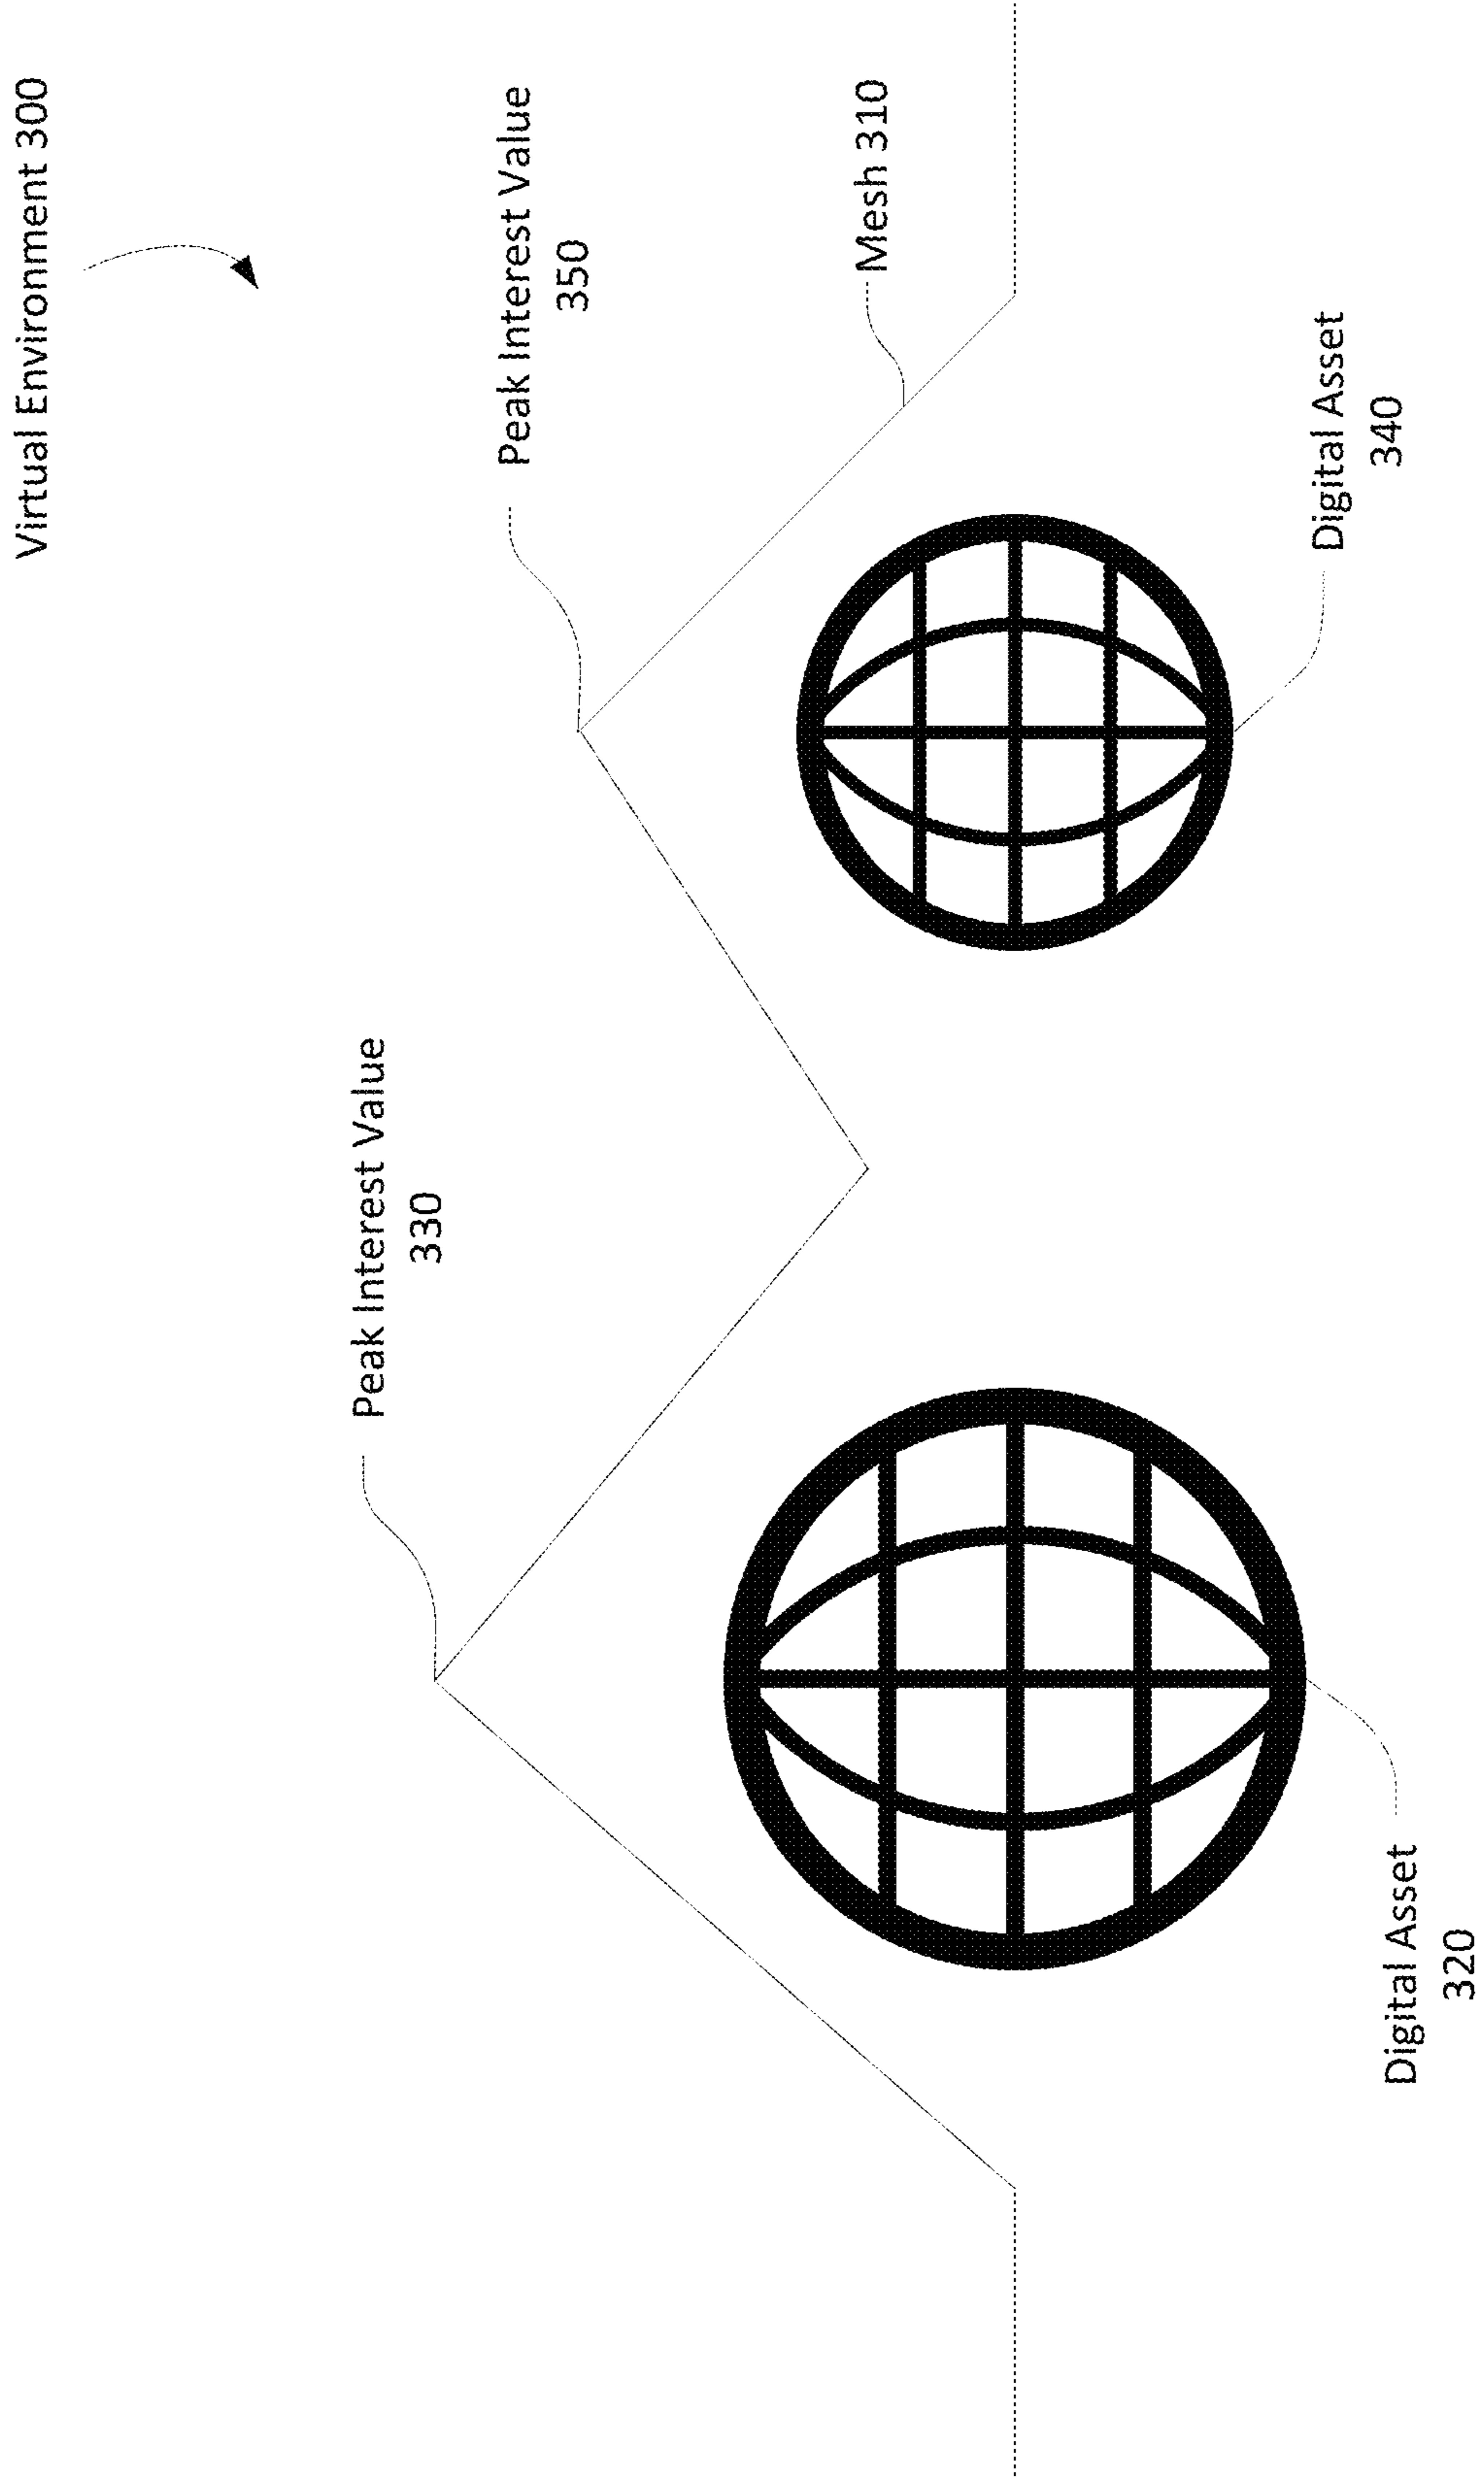 Virtual Environment 300
Peak Interest Value
330
Peak Interest Value
350
Mesh 310
Digital Asset
340
Digital Asset
320